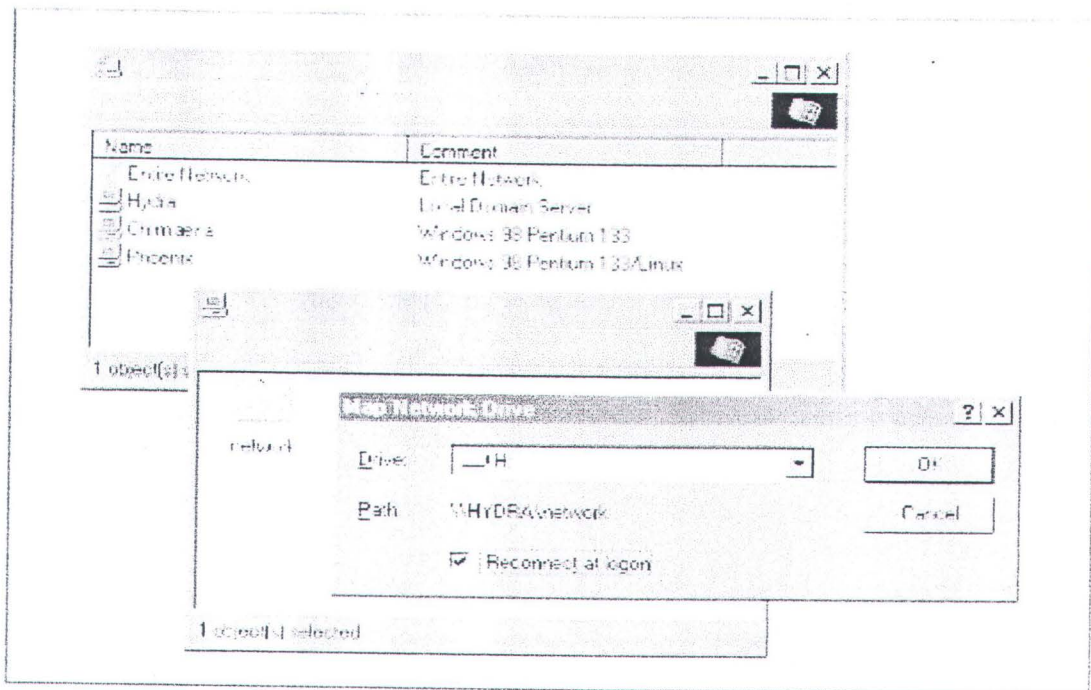 Name Comment
Entire Network Entire Network
Hydra Local Domain Server
Chimaera Windows 98 Pentium 133
Phoenix Windows 98 Pentium 133/Linux
1 object(s)
network
Map Network Drive
Drive: H
Path: \\HYDRA\network
Reconnect at logon
OK
Cancel
1 object(s) selected